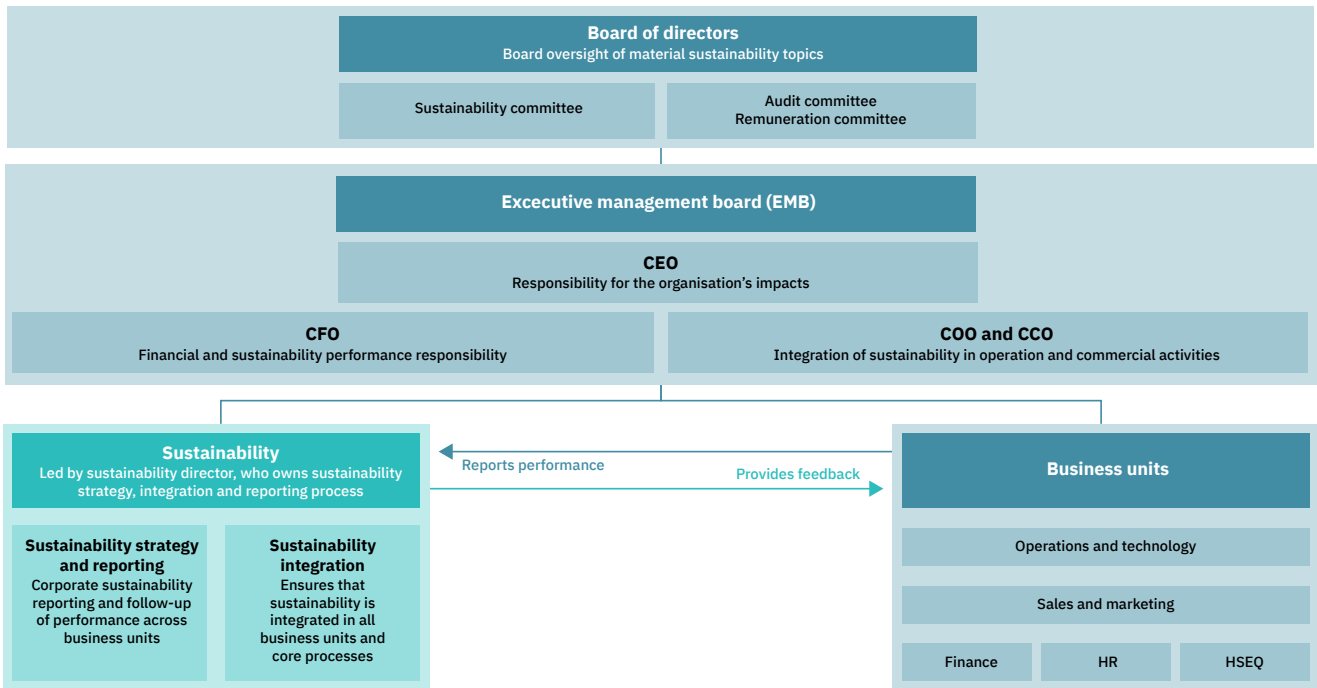 Board of directors
Board oversight of material sustainability topics
Sustainability committee
Audit committee
Remuneration committee
Excecutive management board (EMB)
CEO
Responsibility for the organisation’s impacts
CFO
Financial and sustainability performance responsibility
COO and CCO
Integration of sustainability in operation and commercial activities
Sustainability
Led by sustainability director, who owns sustainability
strategy, integration and reporting process
Reports performance
Provides feedback
Business units
Sustainability strategy
and reporting
Corporate sustainability
reporting and follow-up
of performance across
business units
Sustainability
integration
Ensures that
sustainability is
integrated in all
business units and
core processes
Operations and technology
Sales and marketing
Finance
HR
HSEQ